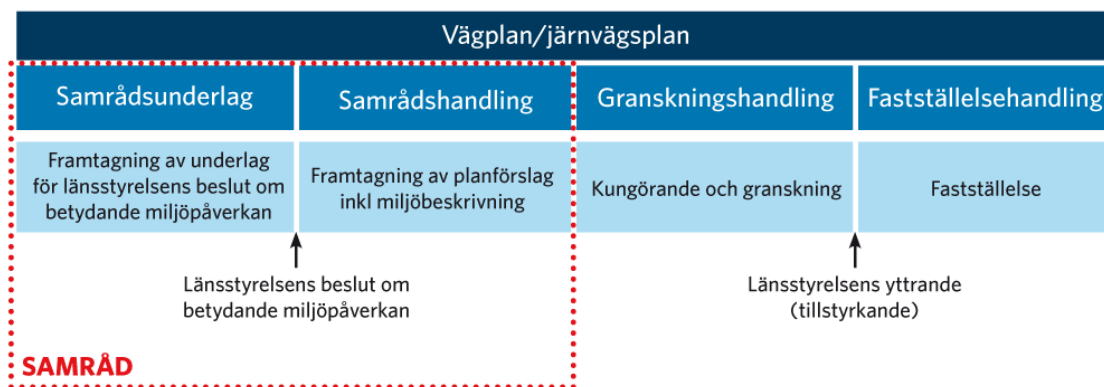 Vägplan/järnvägsplan
Samrådsunderlag
Samrådshandling
Granskningshandling
Fastställelsehandling
Framtagning av underlag
för länsstyrelsens beslut om
betydande miljöpåverkan
Framtagning av planförslag
inkl miljöbeskrivning
Kungörande och granskning
Fastställelse
Länsstyrelsens beslut om
betydande miljöpåverkan
Länsstyrelsens yttrande
(tillstyrkande)
SAMRÅD